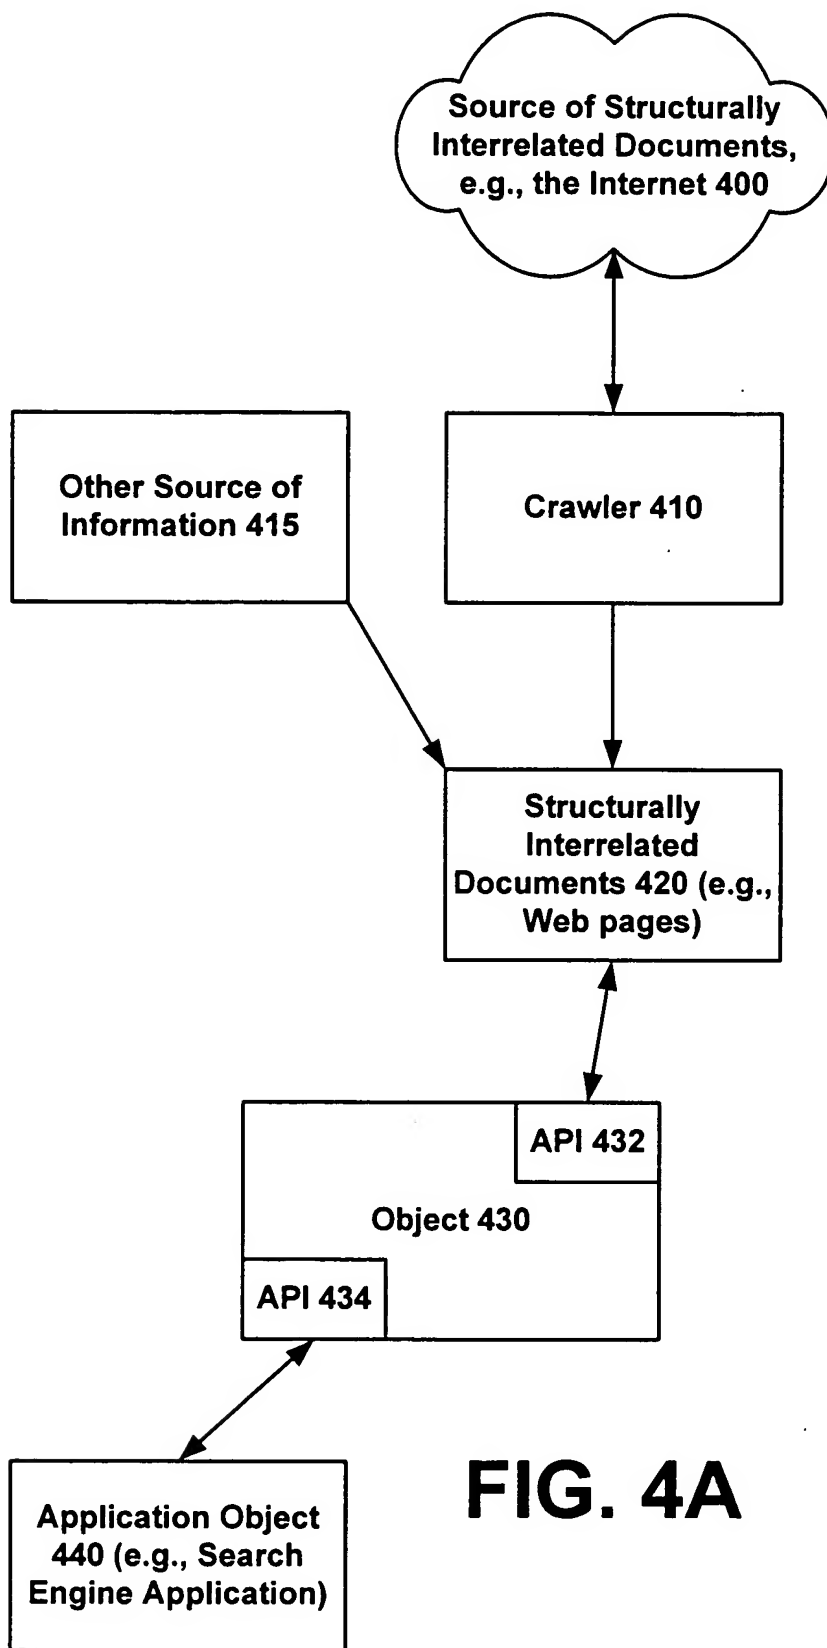 Source of Structurally
Interrelated Documents,
e.g., the Internet 400
Other Source of
Information 415
Crawler 410
Structurally
Interrelated
Documents 420 (e.g.,
Web pages)
API 432
Object 430
API 434
Application Object
440 (e.g., Search
Engine Application)
FIG. 4A